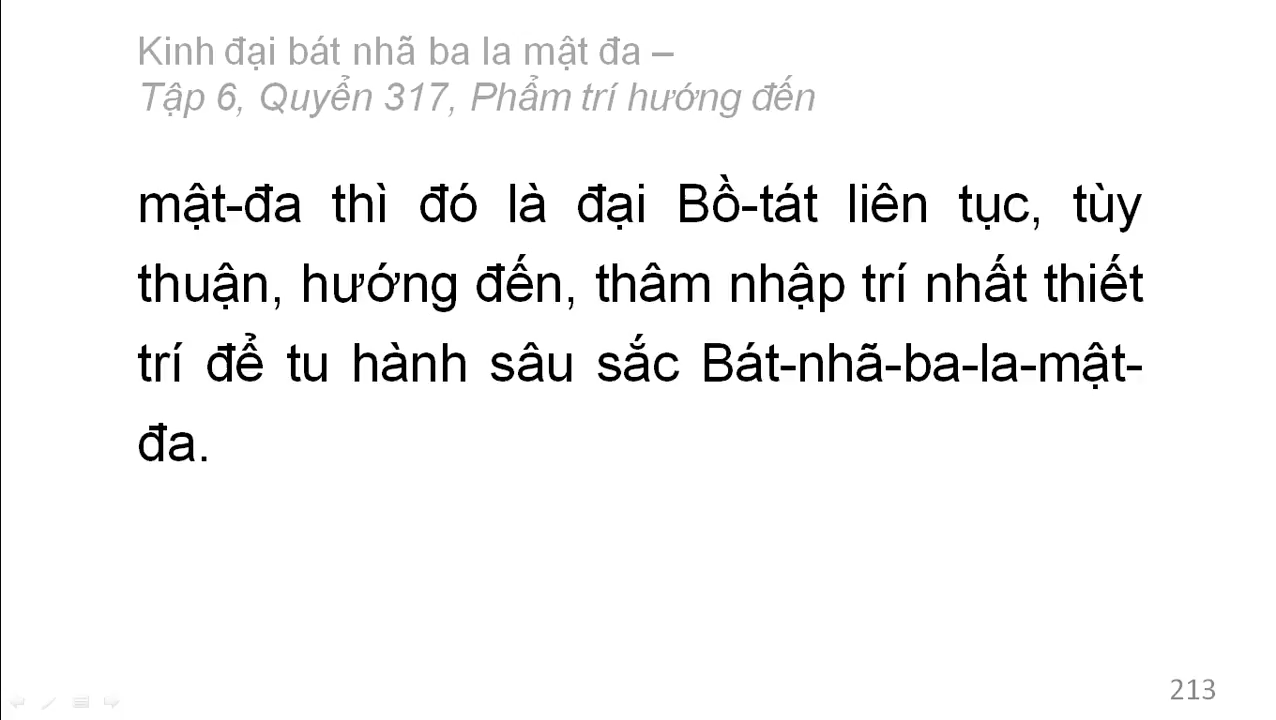 Kinh đại bát nhã ba la mật đa –
Tập 6, Quyển 317, Phẩm trí hướng đến
mật-đa thì đó là đại Bồ-tát liên tục, tùy
thuận, hướng đến, thâm nhập trí nhất thiết
trí để tu hành sâu sắc Bát-nhã-ba-la-mật-
đa.
213